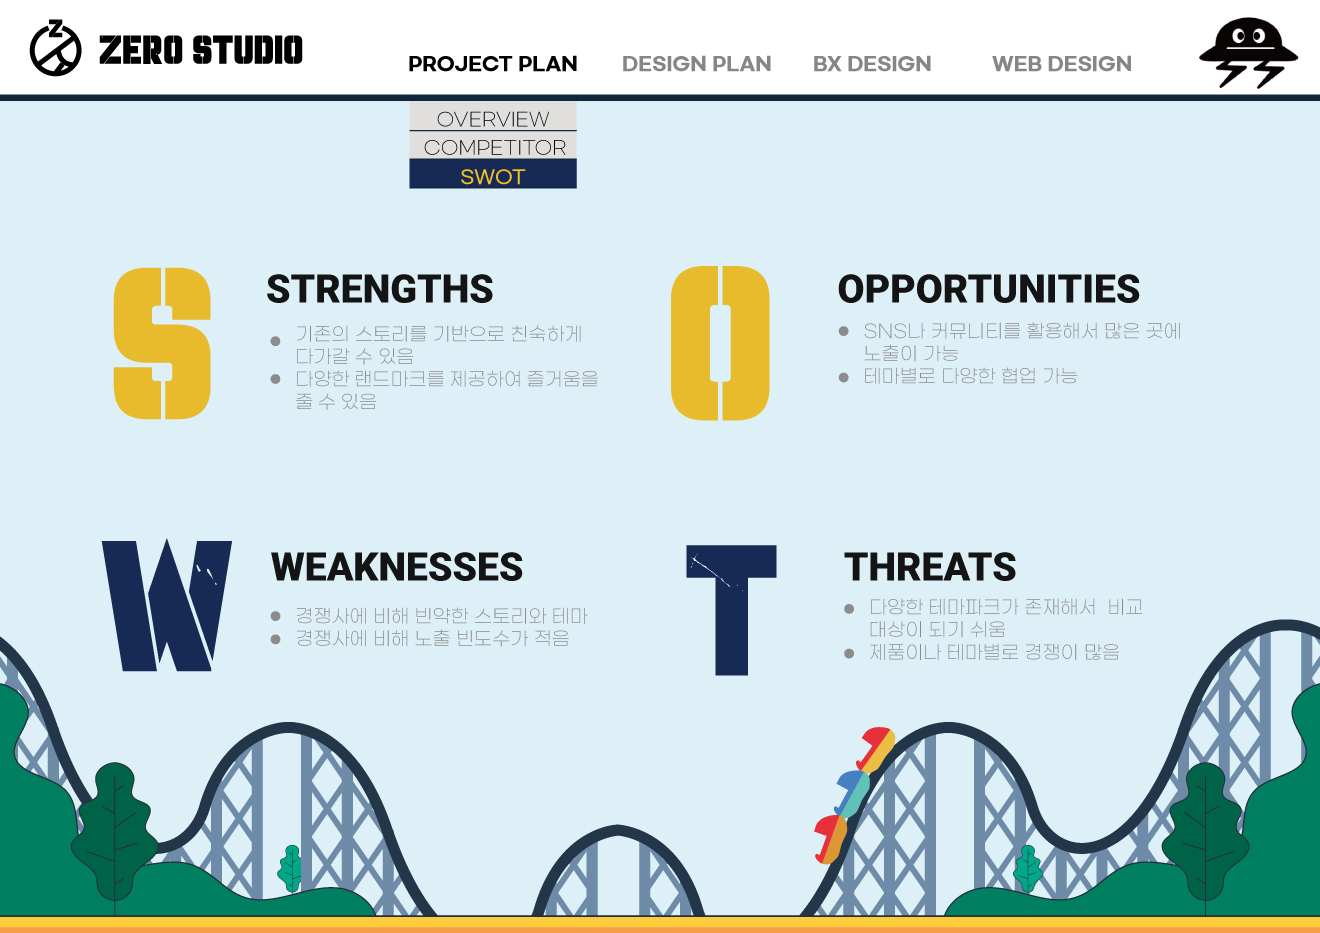 Z
ZERO STUDIO
PROJECT PLAN
DESIGN PLAN
BX DESIGN
WEB DESIGN
OVERVIEW
COMPETITOR
SWOT
S
STRENGTHS
● 기존의 스토리를 기반으로 친숙하게
다가갈 수 있음
● 다양한 랜드마크를 제공하여 즐거움을
줄 수 있음
O
OPPORTUNITIES
● SNS나 커뮤니티를 활용해서 많은 곳에
노출이 가능
● 테마별로 다양한 협업 가능
W
WEAKNESSES
● 경쟁사에 비해 빈약한 스토리와 테마
● 경쟁사에 비해 노출 빈도수가 적음
T
THREATS
● 다양한 테마파크가 존재해서 비교
대상이 되기 쉬움
● 제품이나 테마별로 경쟁이 많음